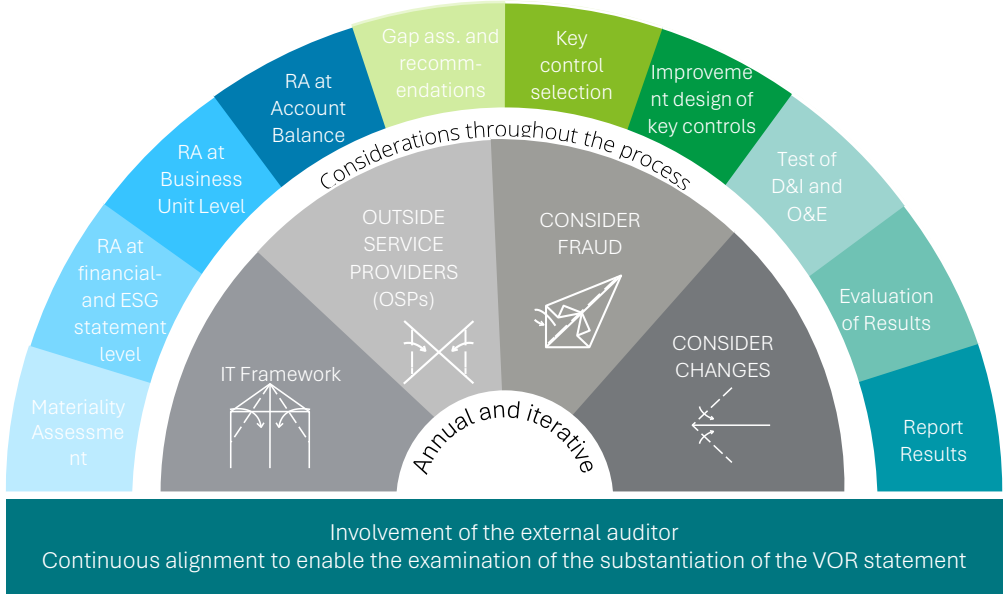 Materiality
Assessme
nt
RA at
financial-
and ESG
statement
level
RA at
Business
Unit Level
RA at
Account
Balance
Gap ass. and
recomm-
endations
Key
control
selection
Improveme
nt design of
key controls
Test of
D&I and
O&E
Evaluation
of Results
Report
Results
Considerations throughout the process
IT Framework
OUTSIDE
SERVICE
PROVIDERS
(OSPs)
CONSIDER
FRAUD
CONSIDER
CHANGES
Annual and iterative
Involvement of the external auditor
Continuous alignment to enable the examination of the substantiation of the VOR statement